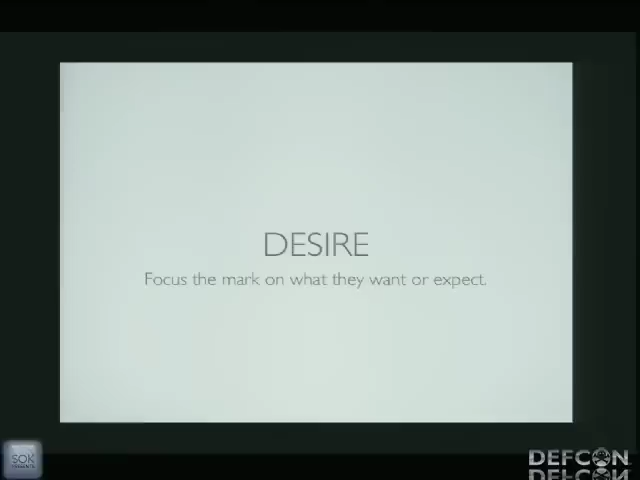 DESIRE
Focus the mark on what they want or expect.
SOK
DEFCON